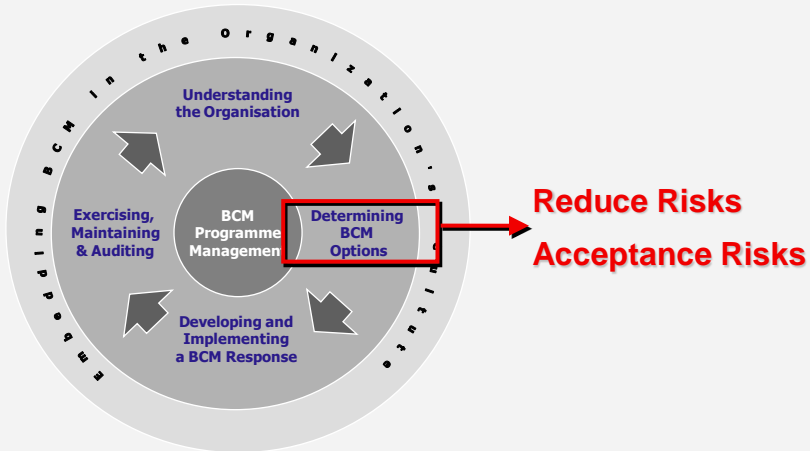 Embedding BCM In the Organization's Culture
Understanding
the Organisation
Exercising,
Maintaining
& Auditing
BCM
Programme
Management
Determining
BCM
Options
Developing and
Implementing
a BCM Response
Reduce Risks
Acceptance Risks